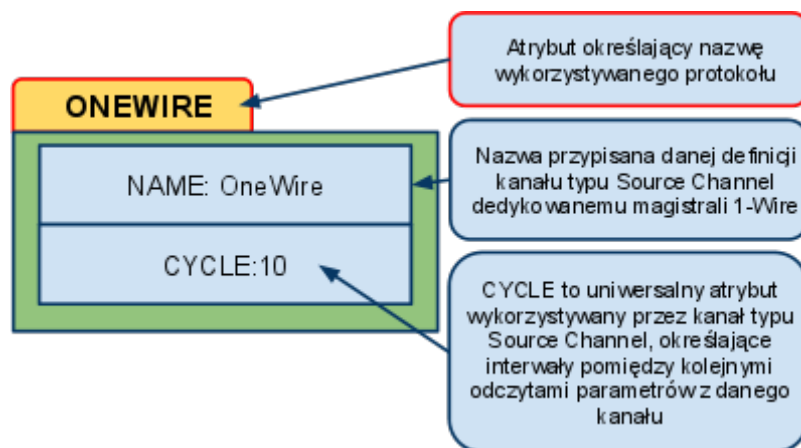 Atrybut określający nazwę
wykorzystywanego protokołu
ONEWIRE
NAME: OneWire
CYCLE:10
Nazwa przypisana danej definicji
kanału typu Source Channel
dedykowanemu magistrali 1-Wire
CYCLE to uniwersalny atrybut
wykorzystywany przez kanał typu
Source Channel, określające
interwały pomiędzy kolejnymi
odczytami parametrów z danego
kanału